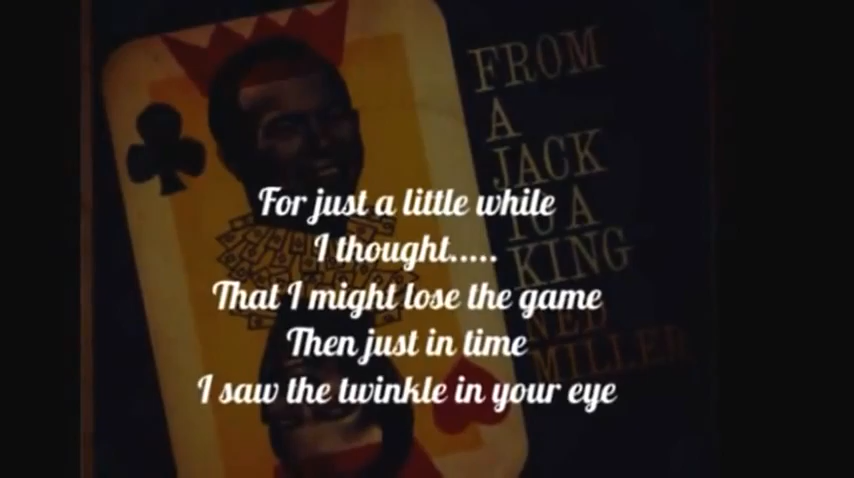 FROM
A
JACK
TO A
KING
NED
MILLER
For just a little while
I thought.....
That I might lose the game
Then just in time
I saw the twinkle in your eye